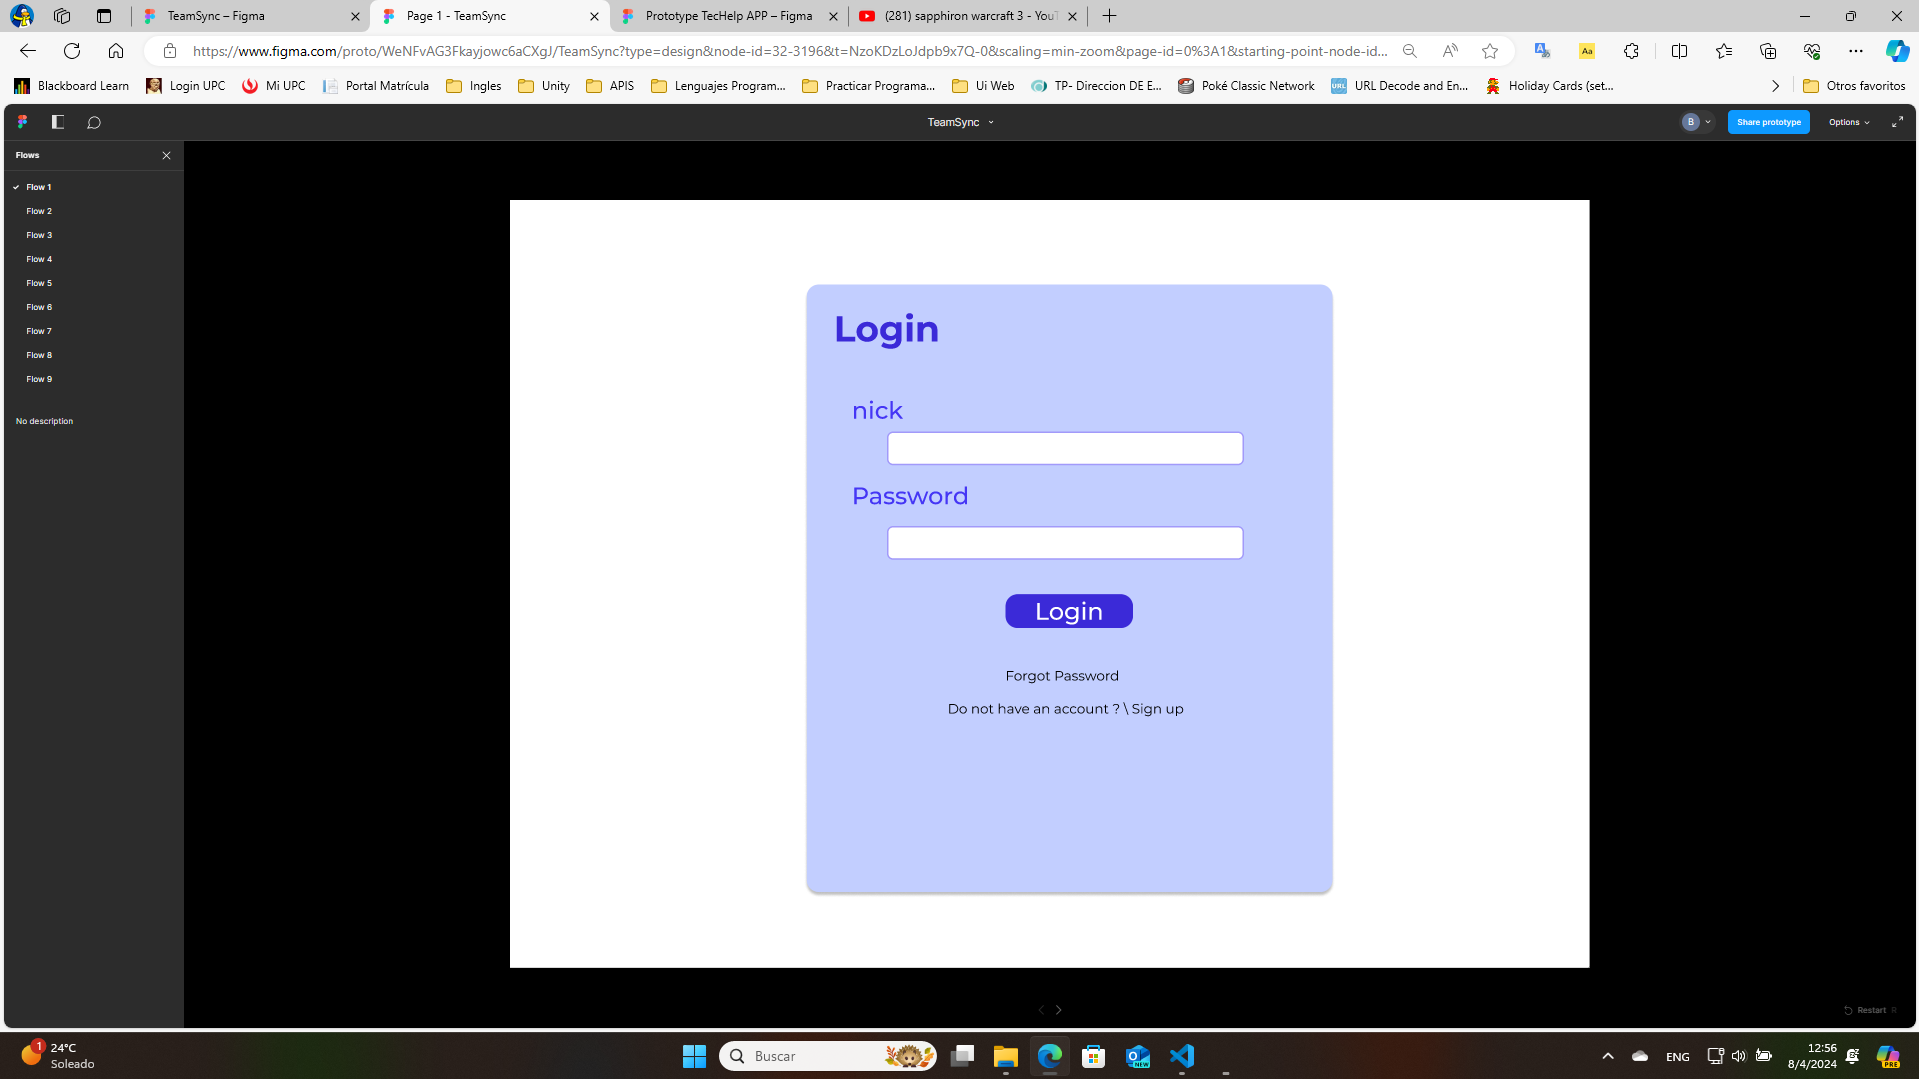 TeamSync – Figma
Page 1 - TeamSync
Prototype TecHelp APP – Figma
(281) sapphiron warcraft 3 - YouT
https://www.figma.com/proto/WeNFvAG3Fkayjowc6aCXgJ/TeamSync?type=design&node-id=32-3196&t=NzoKDzLoJdpb9x7Q-0&scaling=min-zoom&page-id=0%3A1&starting-point-node-id...
Blackboard Learn
Login UPC
Mi UPC
Portal Matrícula
Ingles
Unity
APIS
Lenguajes Program...
Practicar Programa...
Ui Web
TP- Direccion DE E...
Poké Classic Network
URL Decode and En...
Holiday Cards (set...
Otros favoritos
TeamSync
B
Share prototype
Options
Flows
Flow 1
Flow 2
Flow 3
Flow 4
Flow 5
Flow 6
Flow 7
Flow 8
Flow 9
No description
Login
nick
Password
Login
Forgot Password
Do not have an account ? \ Sign up
Restart R
1
24°C
Soleado
Buscar
NEW
ENG
12:56
8/4/2024
PRE